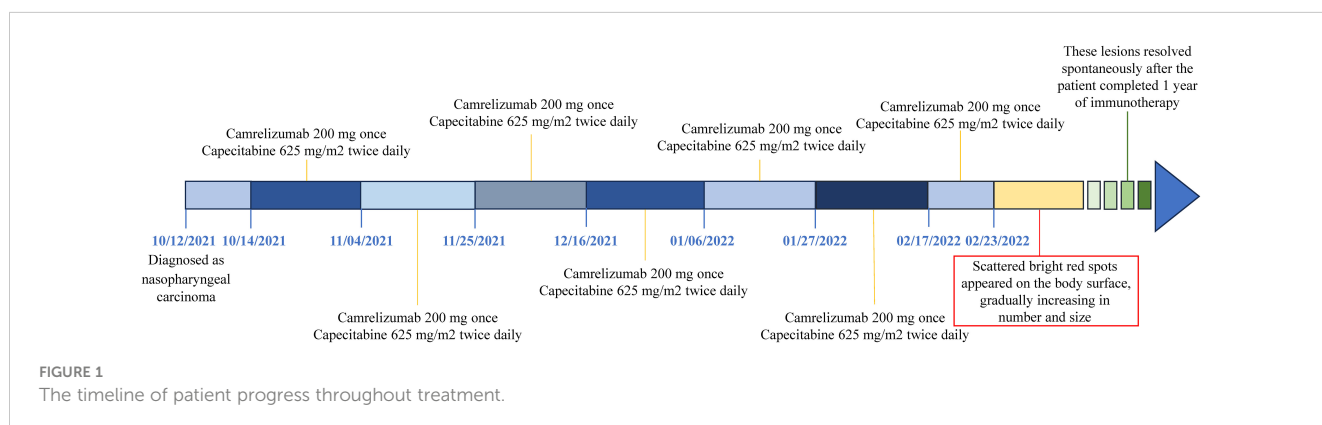 These lesions resolved
spontaneously after the
patient completed 1 year
of immunotherapy
Camrelizumab 200 mg once
Capecitabine 625 mg/m2 twice daily
Camrelizumab 200 mg once
Capecitabine 625 mg/m2 twice daily
Camrelizumab 200 mg once
Capecitabine 625 mg/m2 twice daily
Camrelizumab 200 mg once
Capecitabine 625 mg/m2 twice daily
10/12/2021 10/14/2021 11/04/2021 11/25/2021 12/16/2021 01/06/2022 01/27/2022 02/17/2022 02/23/2022
Diagnosed as
nasopharyngeal
carcinoma
Camrelizumab 200 mg once
Capecitabine 625 mg/m2 twice daily
Camrelizumab 200 mg once
Capecitabine 625 mg/m2 twice daily
Camrelizumab 200 mg once
Capecitabine 625 mg/m2 twice daily
Scattered bright red spots
appeared on the body surface,
gradually increasing in
number and size
FIGURE 1
The timeline of patient progress throughout treatment.